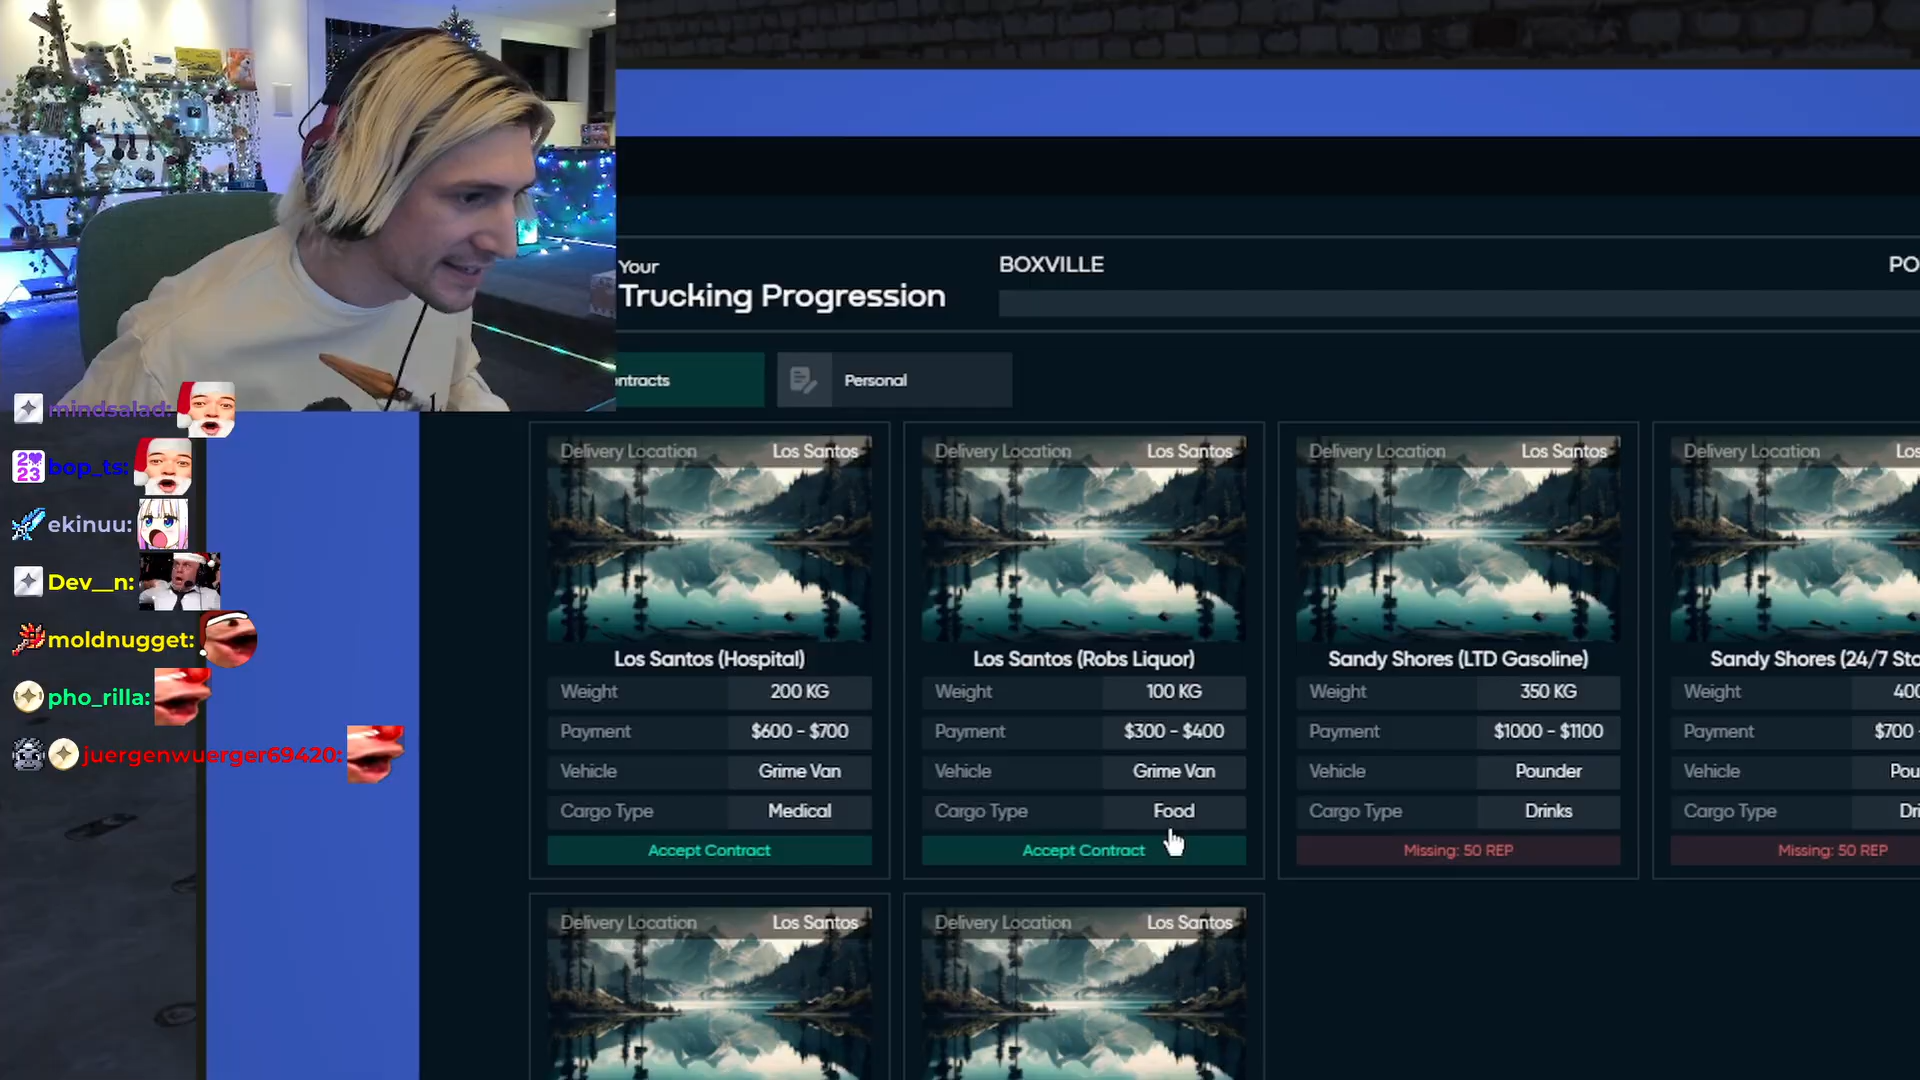 Your
Trucking Progression
BOXVILLE
PO
ntracts
Personal
mindsalad:
2023
bop_ts:
ekinuu:
Dev__n:
moldnugget:
pho_rilla:
juergenwuerger69420:
Delivery Location Los Santos
Los Santos (Hospital)
Weight 200 KG
Payment $600 - $700
Vehicle Grime Van
Cargo Type Medical
Accept Contract
Delivery Location Los Santos
Los Santos (Robs Liquor)
Weight 100 KG
Payment $300 - $400
Vehicle Grime Van
Cargo Type Food
Accept Contract
Delivery Location Los Santos
Sandy Shores (LTD Gasoline)
Weight 350 KG
Payment $1000 - $1100
Vehicle Pounder
Cargo Type Drinks
Missing: 50 REP
Delivery Location Los
Sandy Shores (24/7 Sto
Weight 400
Payment $700 -
Vehicle Pou
Cargo Type Dri
Missing: 50 REP
Delivery Location Los Santos
Delivery Location Los Santos